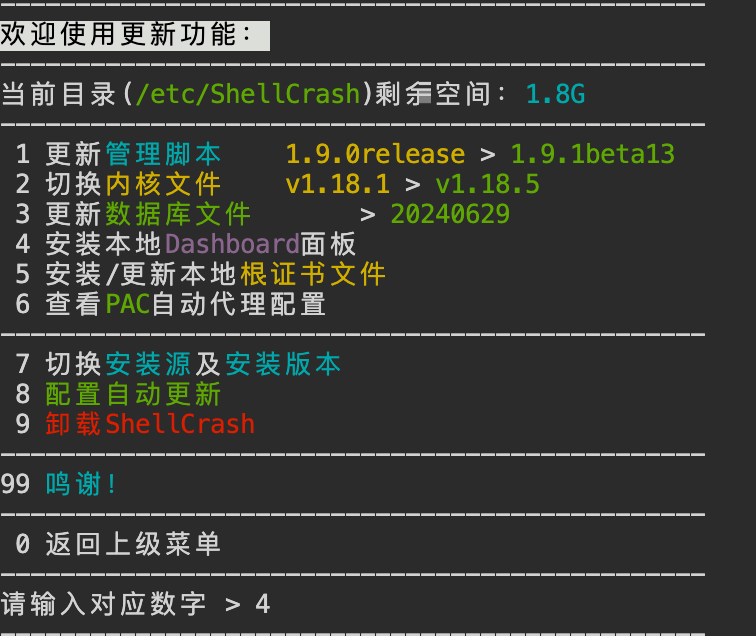 欢迎使用更新功能：
当前目录(/etc/ShellCrash)剩余空间：1.8G
1 更新管理脚本 1.9.0release > 1.9.1beta13
2 切换内核文件 v1.18.1 > v1.18.5
3 更新数据库文件 > 20240629
4 安装本地Dashboard面板
5 安装/更新本地根证书文件
6 查看PAC自动代理配置
7 切换安装源及安装版本
8 配置自动更新
9 卸载ShellCrash
99 鸣谢！
0 返回上级菜单
请输入对应数字 > 4